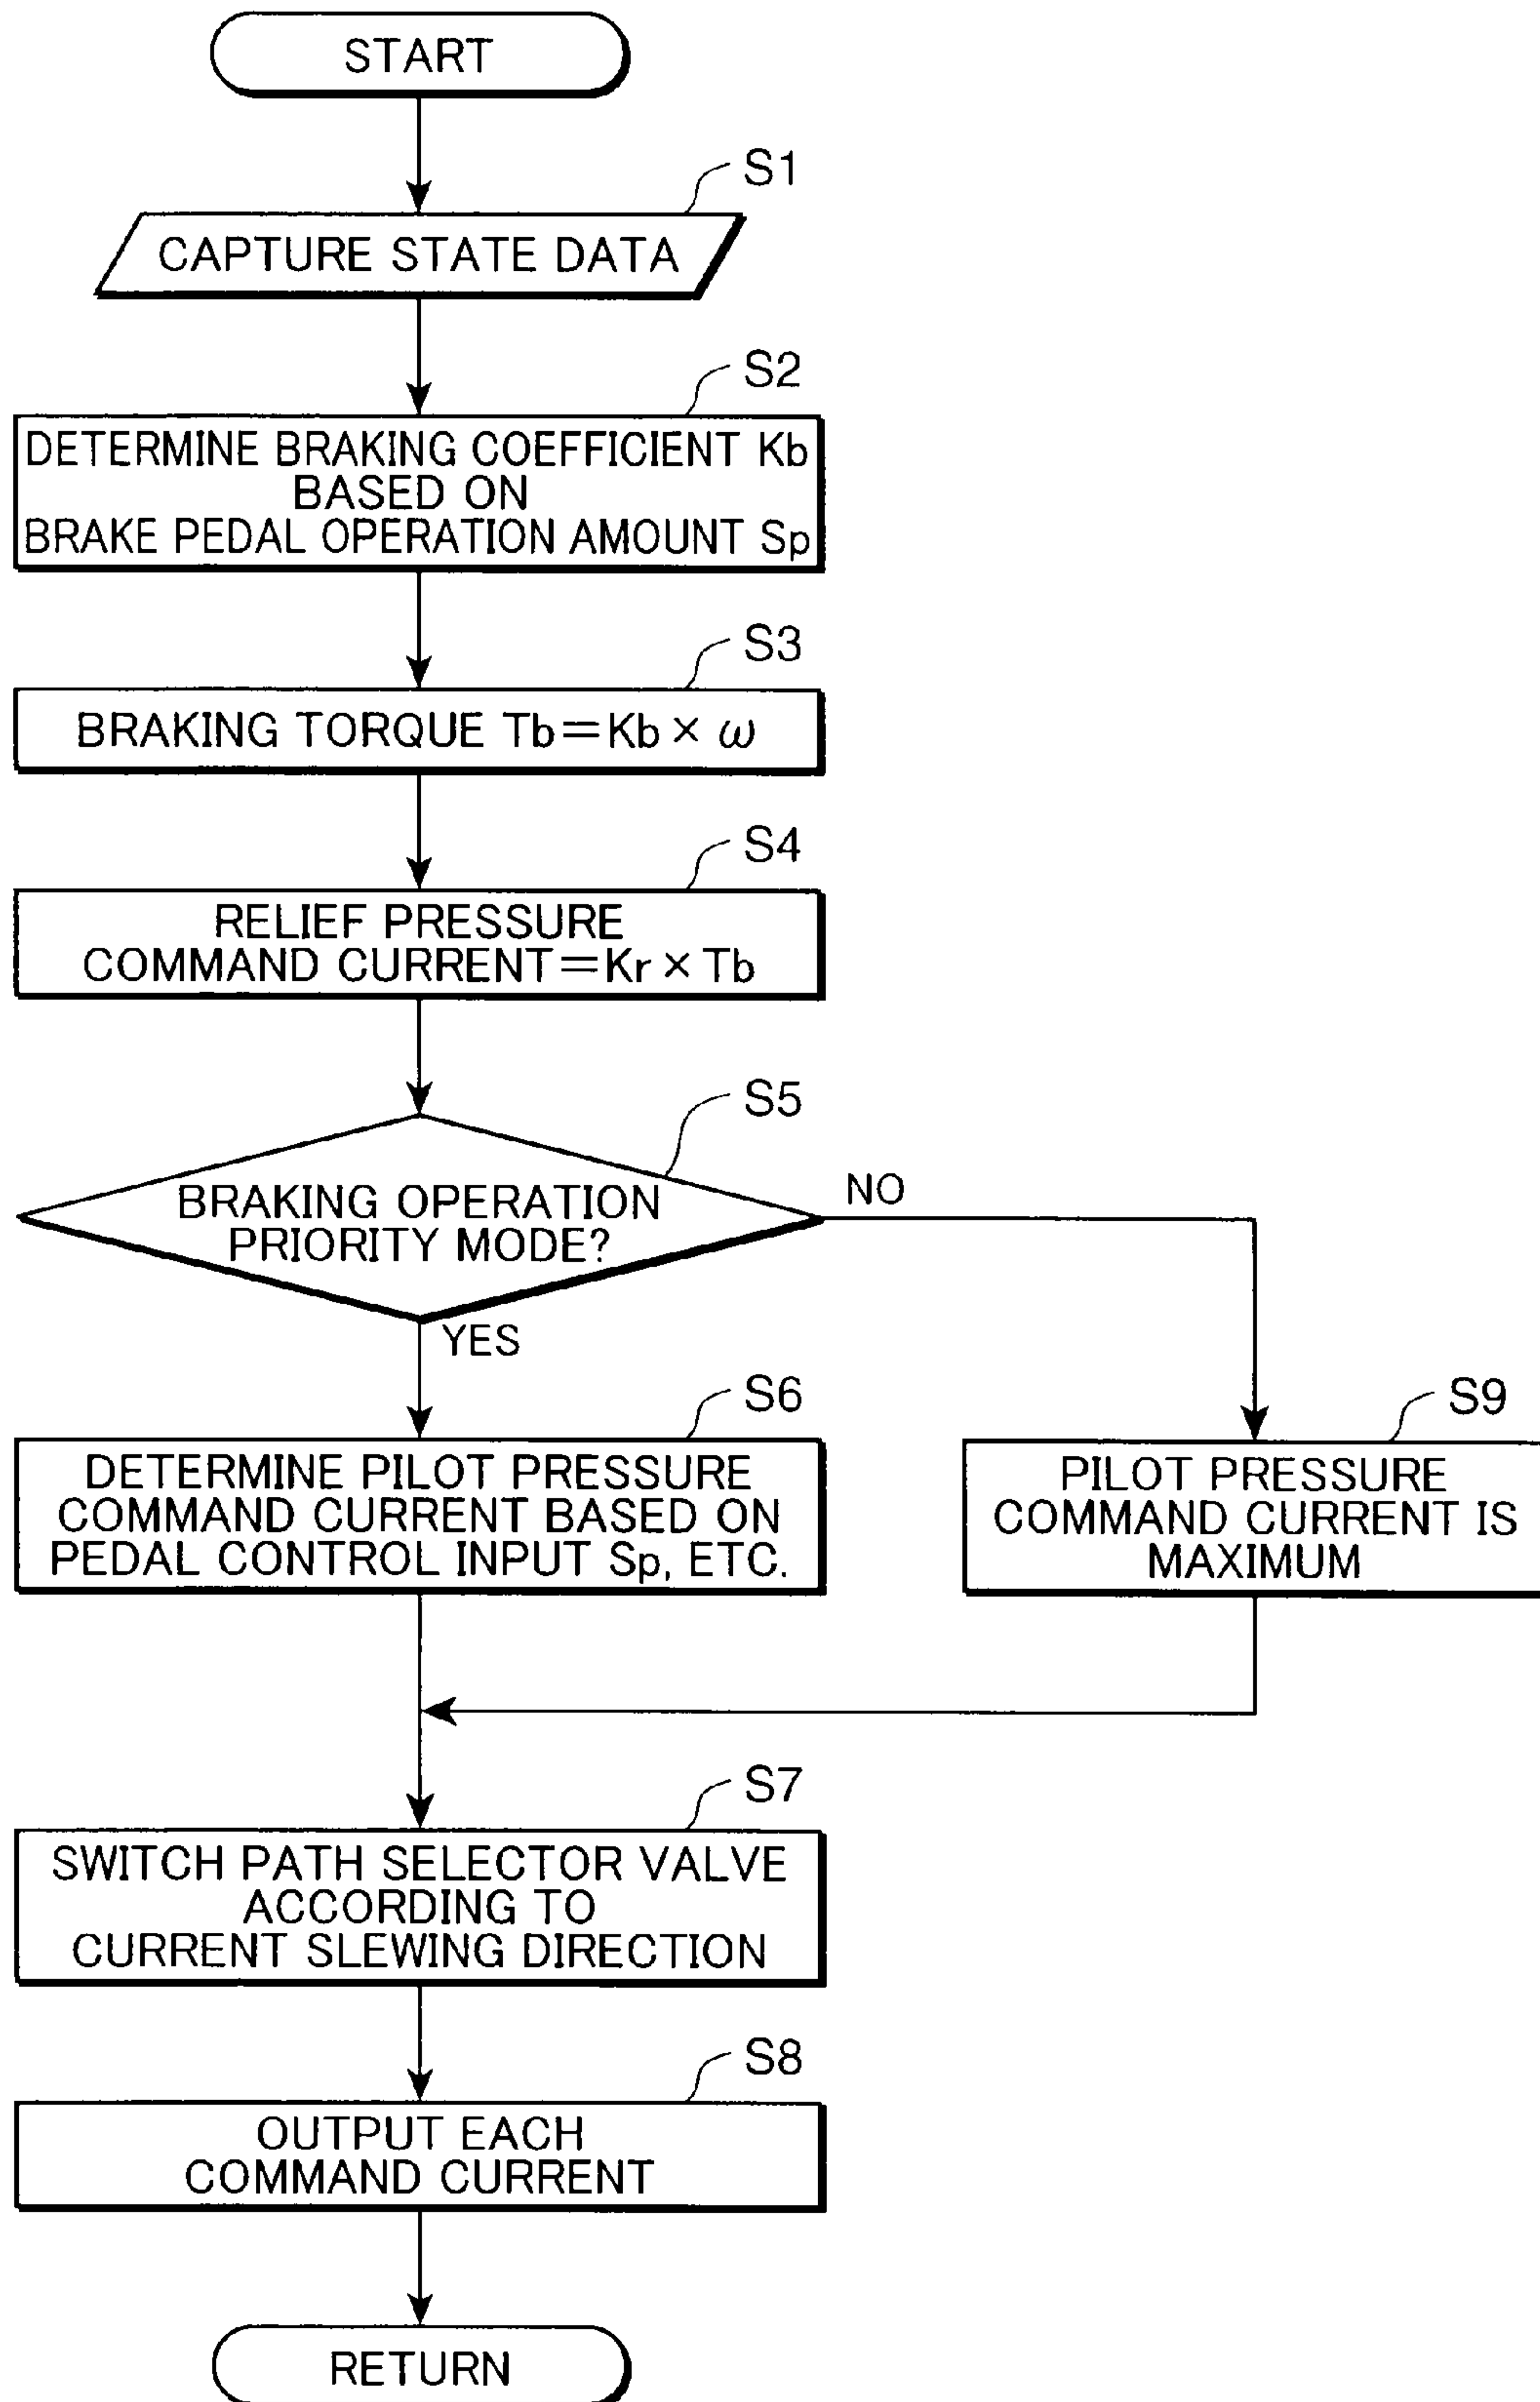 START
S1
CAPTURE STATE DATA
S2
DETERMINE BRAKING COEFFICIENT Kb
BASED ON
BRAKE PEDAL OPERATION AMOUNT Sp
S3
BRAKING TORQUE Tb=Kb × ω
S4
RELIEF PRESSURE
COMMAND CURRENT=Kr × Tb
S5
BRAKING OPERATION
PRIORITY MODE?
NO
YES
S6
DETERMINE PILOT PRESSURE
COMMAND CURRENT BASED ON
PEDAL CONTROL INPUT Sp, ETC.
S9
PILOT PRESSURE
COMMAND CURRENT IS
MAXIMUM
S7
SWITCH PATH SELECTOR VALVE
ACCORDING TO
CURRENT SLEWING DIRECTION
S8
OUTPUT EACH
COMMAND CURRENT
RETURN